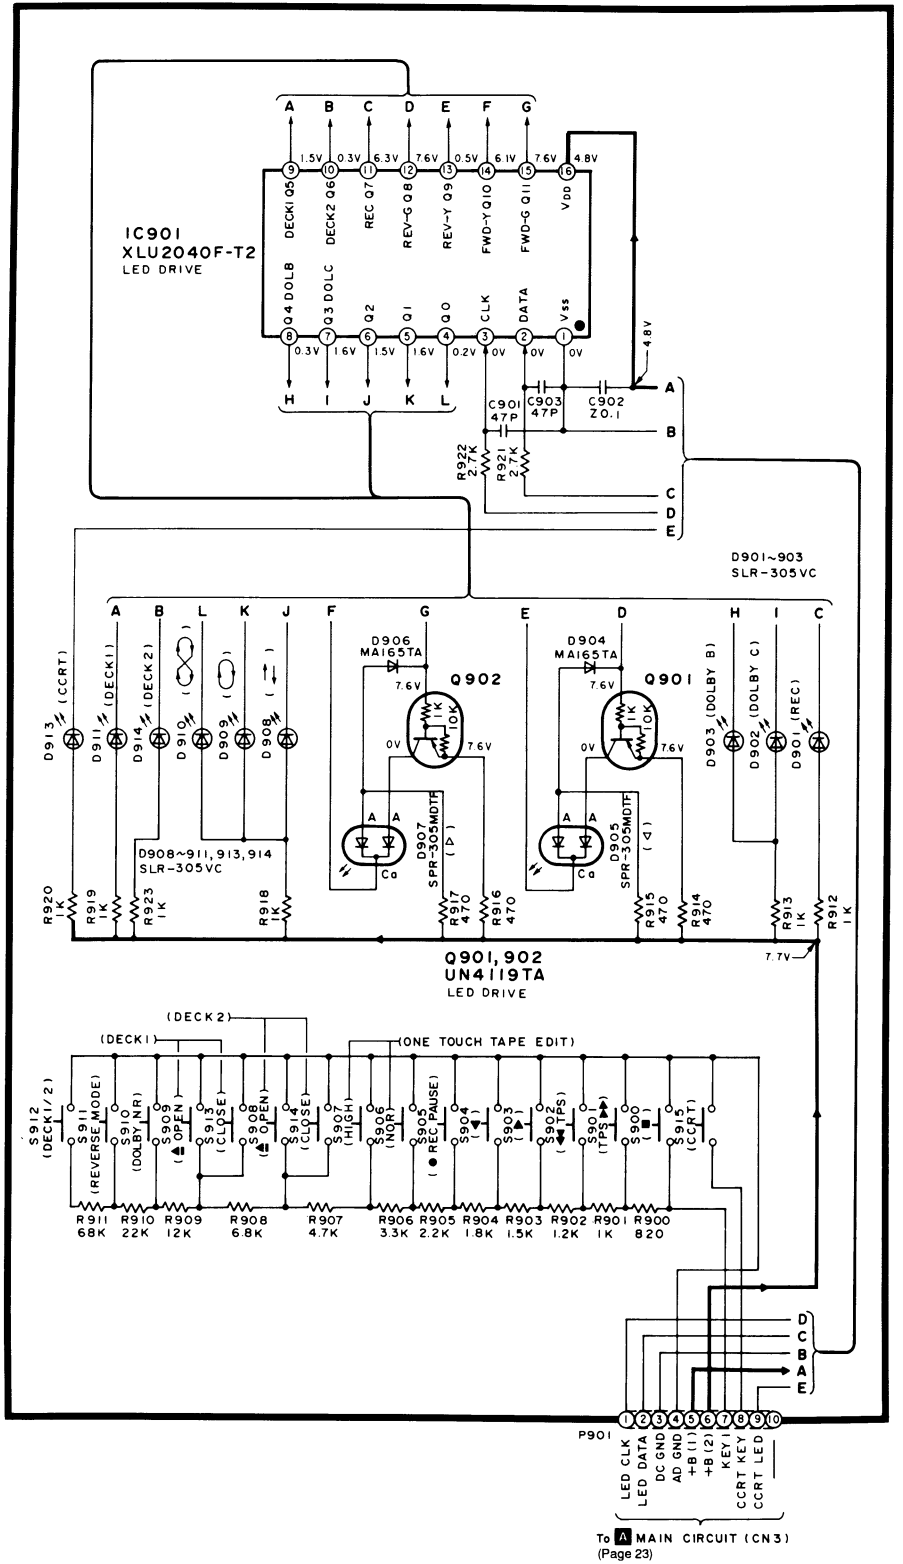 A B C D E F G
1.5V 0.3V 6.3V 7.6V 0.5V 6.1V 7.6V 4.8V
9 10 11 12 13 14 15 16
DECK1 Q5
DECK2 Q6
REC Q7
REV-G Q8
REV-Y Q9
FWD-Y Q10
FWD-G Q11
VDD
IC901
XLU2040F-T2
LED DRIVE
Q4 DOLB
Q3 DOLC
Q2
Q1
Q0
CLK
DATA
VSS
8 7 6 5 4 3 2 1
0.3V 1.6V 1.5V 1.6V 0.2V 0V 0V 0V
4.8V
H I J K L
C901
47P
C903
47P
C902
Z0.1
A
B
R922
2.7K
R921
2.7K
C
D
E
D901~903
SLR-305VC
A B L K J F G E D H I C
D906
MA165TA
D904
MA165TA
Q902
Q901
7.6V
7.6V
1K
10K
1K
10K
0V
7.6V
0V
7.6V
D913 (CCRT)
D911 (DECK1)
D914 (DECK2)
D910 ( )
D909 ( )
D908 ( )
D903 (DOLBY B)
D902 (DOLBY C)
D901 (REC)
A A
A A
Ca
Ca
D907
SPR-305MDTF
(▷)
D905
SPR-305MDTF
(◁)
D908~911, 913, 914
SLR-305VC
R920
1K
R919
1K
R923
1K
R918
1K
R917
470
R916
470
R915
470
R914
470
R913
1K
R912
1K
7.7V
Q901, 902
UN4119TA
LED DRIVE
(DECK2)
(DECK1)
(ONE TOUCH TAPE EDIT)
S912
(DECK1/2)
S911
(REVERSE MODE)
S910
(DOLBY NR)
S909
(⏏ OPEN)
S913
(CLOSE)
S908
(⏏ OPEN)
S914
(CLOSE)
S907
(HIGH)
S906
(NOR)
S905
(● REC PAUSE)
S904
(◀)
S903
(▶)
S902
(◀◀TPS)
S901
(TPS▶▶)
S900
(■)
S915
(CCRT)
R911
68K
R910
22K
R909
12K
R908
6.8K
R907
4.7K
R906
3.3K
R905
2.2K
R904
1.8K
R903
1.5K
R902
1.2K
R901
1K
R900
820
D
C
B
A
E
P901
1 2 3 4 5 6 7 8 9 10
LED CLK
LED DATA
DC GND
AD GND
+B (1)
+B (2)
KEY 1
CCRT KEY
CCRT LED
To A MAIN CIRCUIT (CN3)
(Page 23)